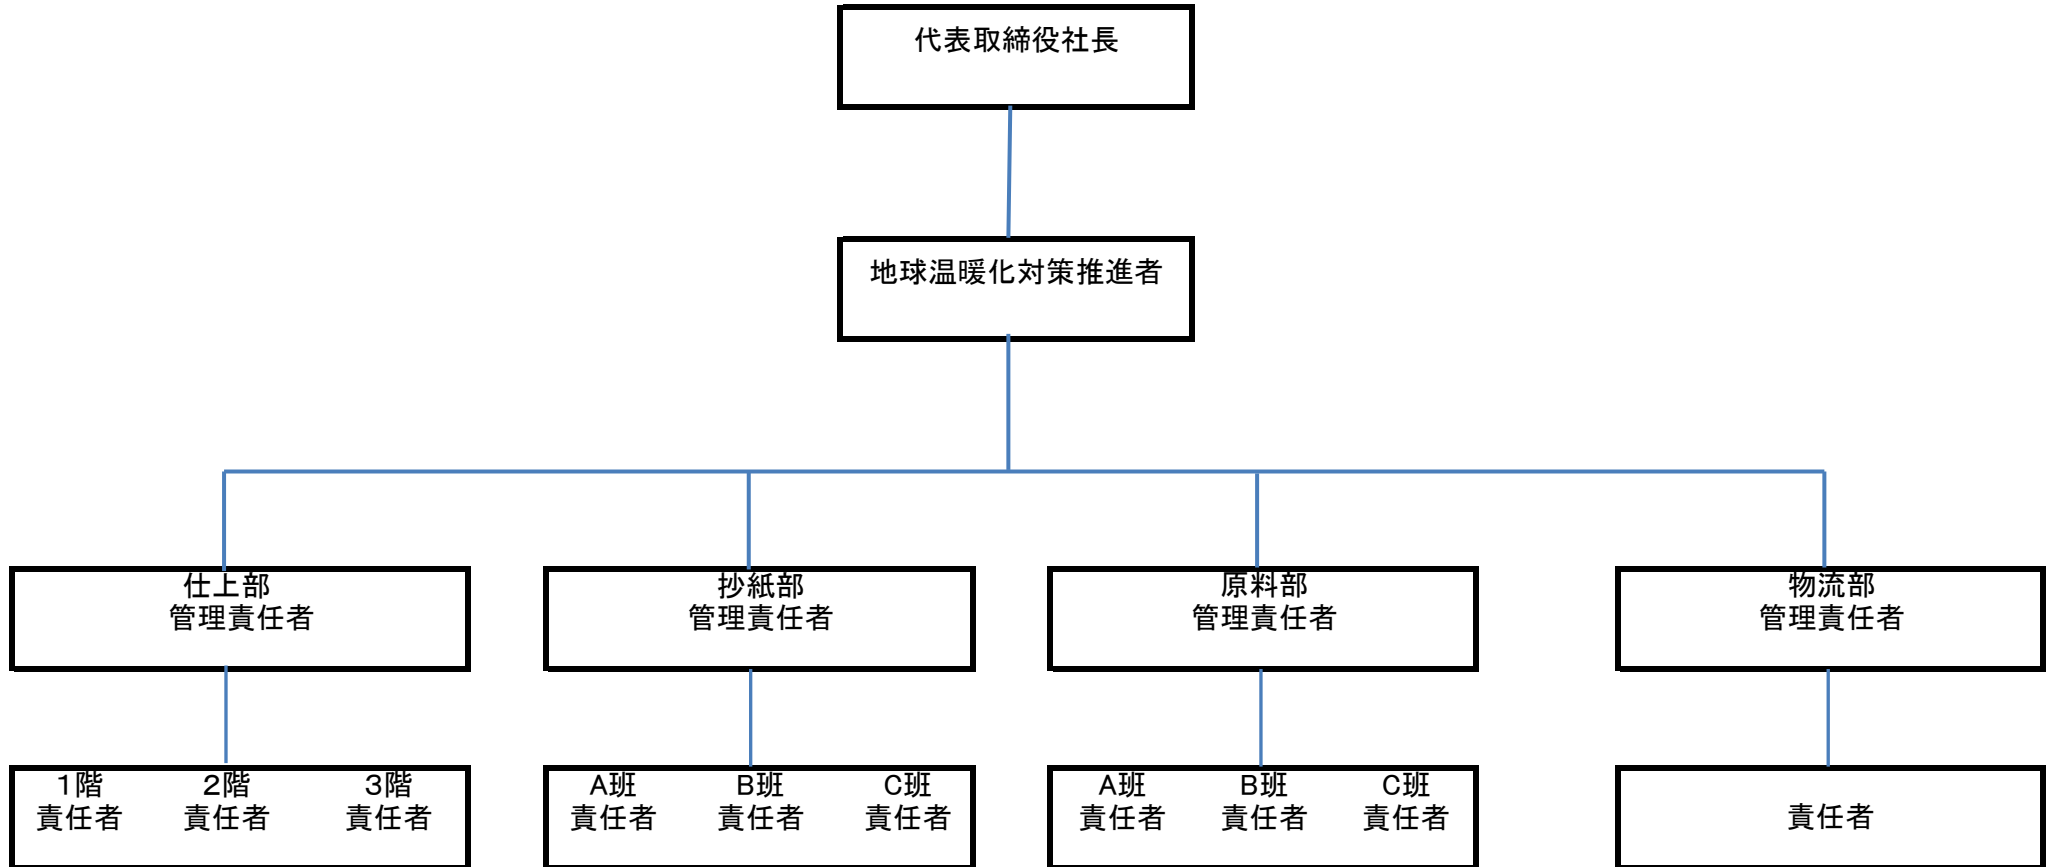 代表取締役社長
地球温暖化対策推進者
仕上部
管理責任者
抄紙部
管理責任者
原料部
管理責任者
物流部
管理責任者
1階 2階 3階
責任者 責任者 責任者
A班 B班 C班
責任者 責任者 責任者
A班 B班 C班
責任者 責任者 責任者
責任者